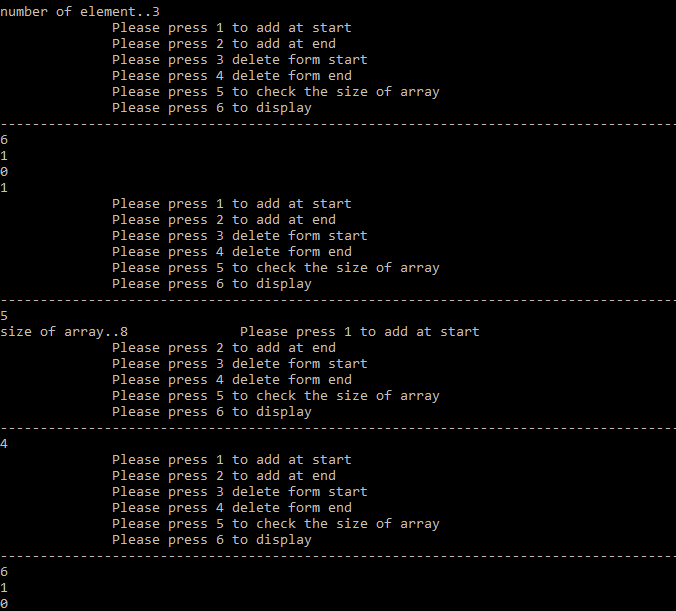 number of element..3
Please press 1 to add at start
Please press 2 to add at end
Please press 3 delete form start
Please press 4 delete form end
Please press 5 to check the size of array
Please press 6 to display
-------------------------------------------------------------------------------------
6
1
0
1
Please press 1 to add at start
Please press 2 to add at end
Please press 3 delete form start
Please press 4 delete form end
Please press 5 to check the size of array
Please press 6 to display
-------------------------------------------------------------------------------------
5
size of array..8              Please press 1 to add at start
Please press 2 to add at end
Please press 3 delete form start
Please press 4 delete form end
Please press 5 to check the size of array
Please press 6 to display
-------------------------------------------------------------------------------------
4
Please press 1 to add at start
Please press 2 to add at end
Please press 3 delete form start
Please press 4 delete form end
Please press 5 to check the size of array
Please press 6 to display
-------------------------------------------------------------------------------------
6
1
0